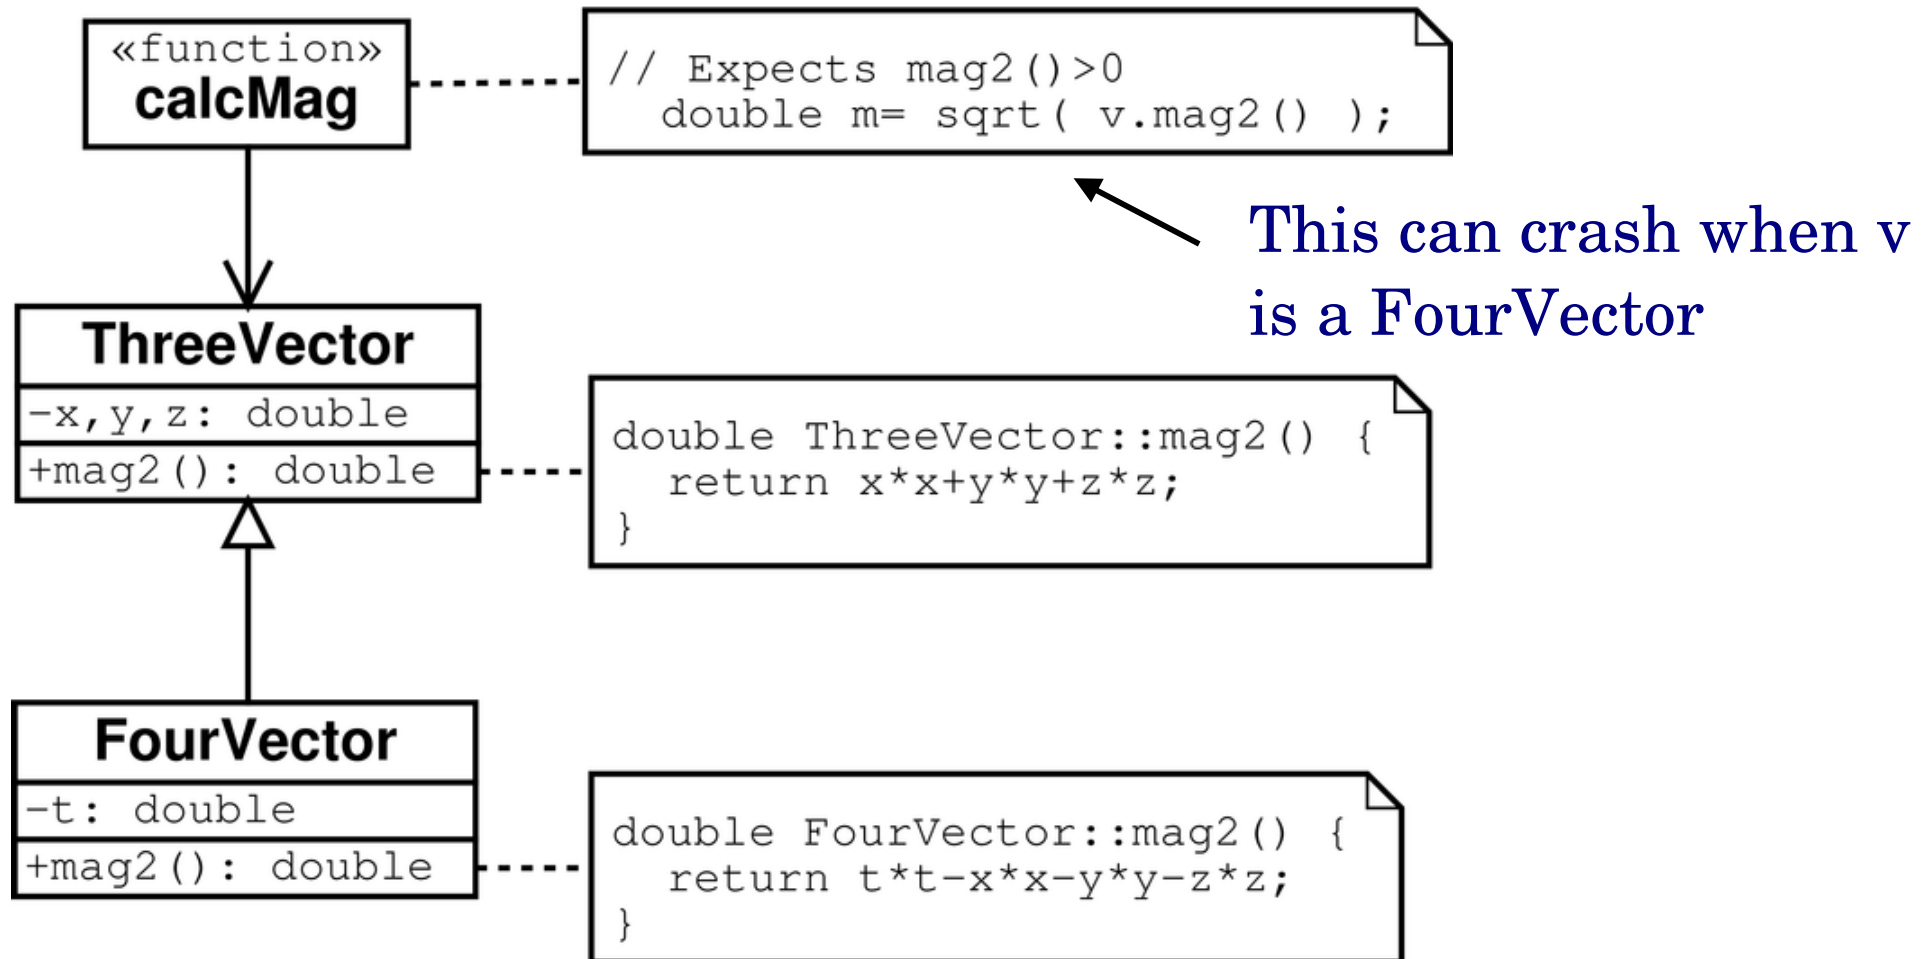 «function»
calcMag
// Expects mag2()>0
double m= sqrt( v.mag2() );
This can crash when v
is a FourVector
ThreeVector
-x,y,z: double
+mag2(): double
double ThreeVector::mag2() {
return x*x+y*y+z*z;
}
FourVector
-t: double
+mag2(): double
double FourVector::mag2() {
return t*t-x*x-y*y-z*z;
}